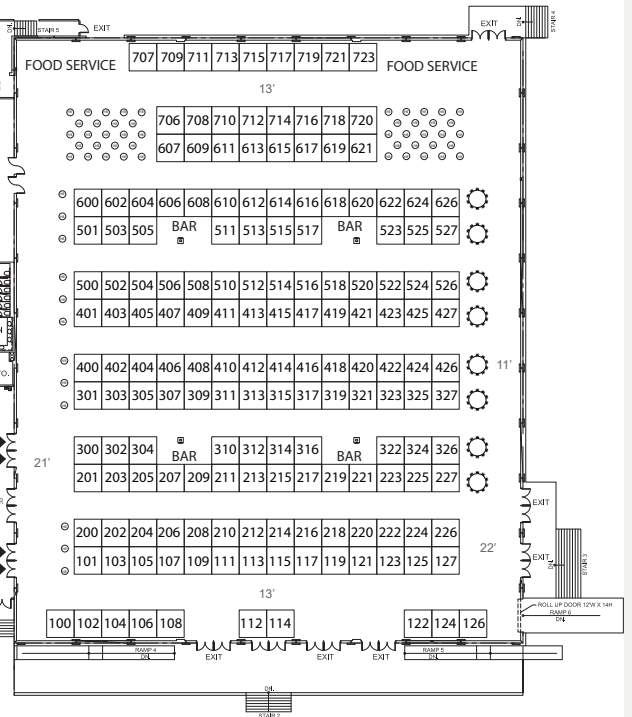 STAIR 4
DN.
EXIT
DN.
STAIR 5
EXIT
707 709 711 713 715 717 719 721 723
FOOD SERVICE
FOOD SERVICE
13'
706 708 710 712 714 716 718 720
607 609 611 613 615 617 619 621
600 602 604 606 608 610 612 614 616 618 620 622 624 626
501 503 505 BAR 511 513 515 517 BAR 523 525 527
500 502 504 506 508 510 512 514 516 518 520 522 524 526
401 403 405 407 409 411 413 415 417 419 421 423 425 427
400 402 404 406 408 410 412 414 416 418 420 422 424 426
11'
301 303 305 307 309 311 313 315 317 319 321 323 325 327
300 302 304 BAR 310 312 314 316 BAR 322 324 326
21'
201 203 205 207 209 211 213 215 217 219 221 223 225 227
EXIT
200 202 204 206 208 210 212 214 216 218 220 222 224 226
22'
101 103 105 107 109 111 113 115 117 119 121 123 125 127
EXIT
DN.
STAIR 3
13'
ROLL UP DOOR 12'W X 14H
RAMP 6
DN.
100 102 104 106 108 112 114 122 124 126
RAMP 4
DN.
EXIT
EXIT
EXIT
RAMP 5
DN.
DN.
STAIR 2